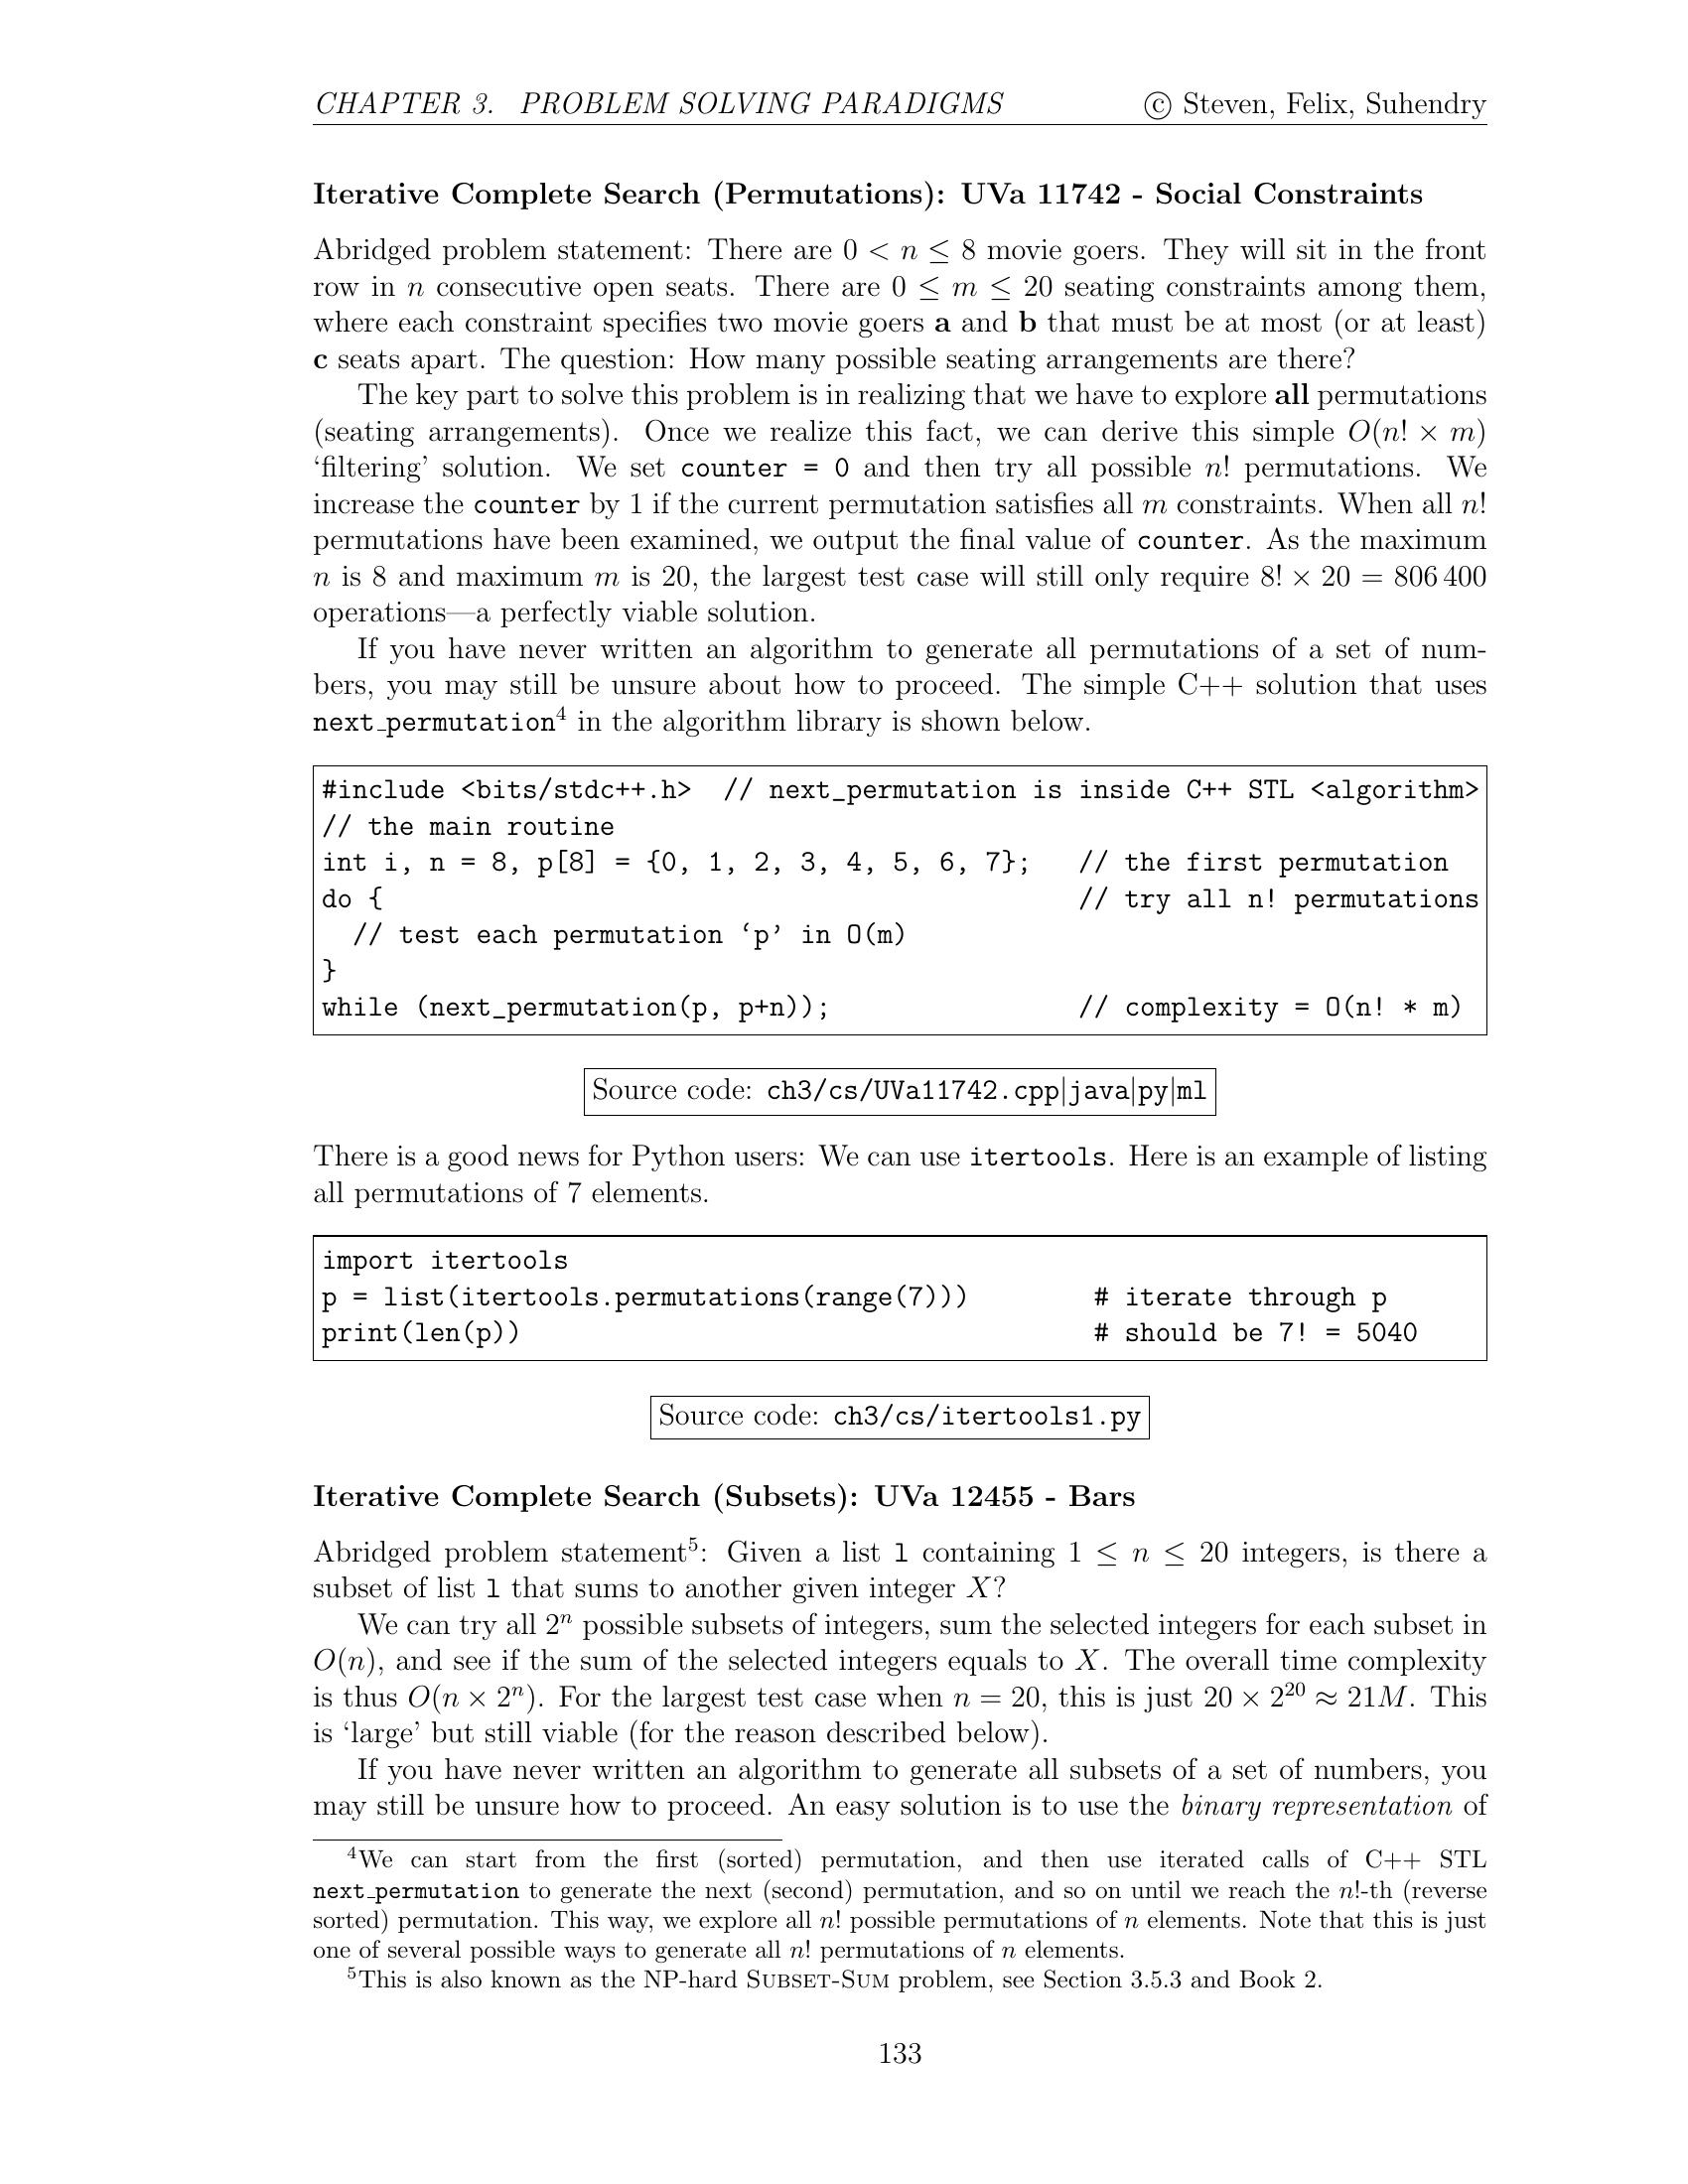 CHAPTER 3. PROBLEM SOLVING PARADIGMS © Steven, Felix, Suhendry
Iterative Complete Search (Permutations): UVa 11742 - Social Constraints
Abridged problem statement: There are 0 < n ≤ 8 movie goers. They will sit in the front
row in n consecutive open seats. There are 0 ≤ m ≤ 20 seating constraints among them,
where each constraint specifies two movie goers a and b that must be at most (or at least)
c seats apart. The question: How many possible seating arrangements are there?
The key part to solve this problem is in realizing that we have to explore all permutations
(seating arrangements). Once we realize this fact, we can derive this simple O(n! × m)
‘filtering’ solution. We set counter = 0 and then try all possible n! permutations. We
increase the counter by 1 if the current permutation satisfies all m constraints. When all n!
permutations have been examined, we output the final value of counter. As the maximum
n is 8 and maximum m is 20, the largest test case will still only require 8! × 20 = 806 400
operations—a perfectly viable solution.
If you have never written an algorithm to generate all permutations of a set of num-
bers, you may still be unsure about how to proceed. The simple C++ solution that uses
next_permutation⁴ in the algorithm library is shown below.
#include <bits/stdc++.h>  // next_permutation is inside C++ STL <algorithm>
// the main routine
int i, n = 8, p[8] = {0, 1, 2, 3, 4, 5, 6, 7};   // the first permutation
do {                                             // try all n! permutations
  // test each permutation ‘p’ in O(m)
}
while (next_permutation(p, p+n));                // complexity = O(n! * m)
Source code: ch3/cs/UVa11742.cpp|java|py|ml
There is a good news for Python users: We can use itertools. Here is an example of listing
all permutations of 7 elements.
import itertools
p = list(itertools.permutations(range(7)))        # iterate through p
print(len(p))                                     # should be 7! = 5040
Source code: ch3/cs/itertools1.py
Iterative Complete Search (Subsets): UVa 12455 - Bars
Abridged problem statement⁵: Given a list l containing 1 ≤ n ≤ 20 integers, is there a
subset of list l that sums to another given integer X?
We can try all 2ⁿ possible subsets of integers, sum the selected integers for each subset in
O(n), and see if the sum of the selected integers equals to X. The overall time complexity
is thus O(n × 2ⁿ). For the largest test case when n = 20, this is just 20 × 2²⁰ ≈ 21M. This
is ‘large’ but still viable (for the reason described below).
If you have never written an algorithm to generate all subsets of a set of numbers, you
may still be unsure how to proceed. An easy solution is to use the binary representation of
⁴We can start from the first (sorted) permutation, and then use iterated calls of C++ STL
next_permutation to generate the next (second) permutation, and so on until we reach the n!-th (reverse
sorted) permutation. This way, we explore all n! possible permutations of n elements. Note that this is just
one of several possible ways to generate all n! permutations of n elements.
⁵This is also known as the NP-hard SUBSET-SUM problem, see Section 3.5.3 and Book 2.
133